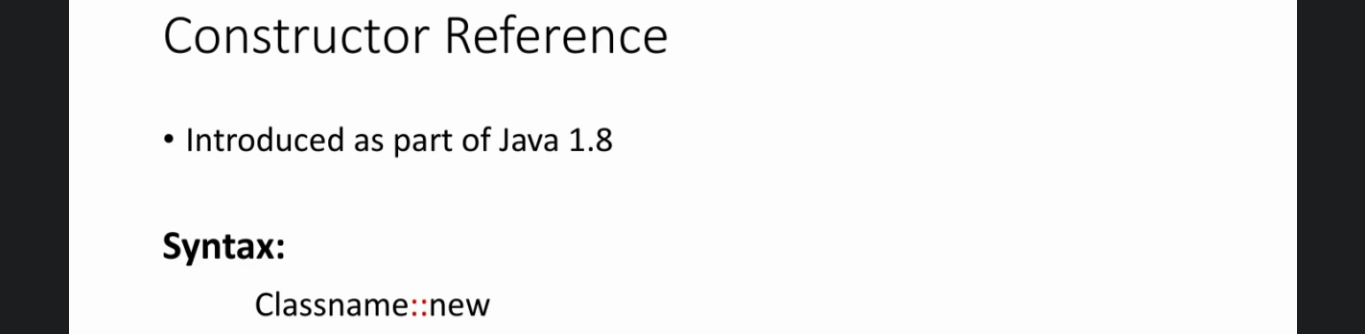 Constructor Reference
• Introduced as part of Java 1.8
Syntax:
Classname::new